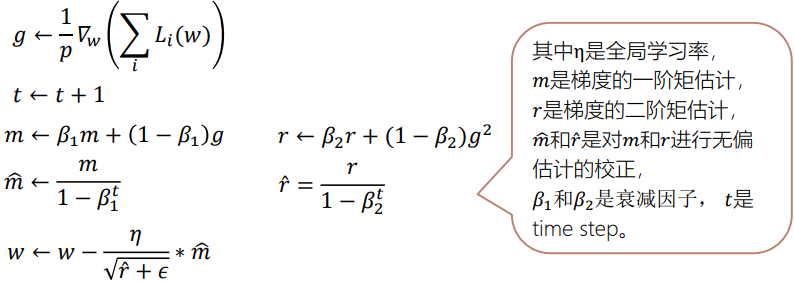 g ← 1/p ∇_w (∑_i L_i(w))
t ← t + 1
m ← β₁m + (1 − β₁)g
r ← β₂r + (1 − β₂)g²
m̂ ← m/(1 − β₁ᵗ)
r̂ = r/(1 − β₂ᵗ)
w ← w − η/√(r̂ + ϵ) * m̂
其中η是全局学习率，
m是梯度的一阶矩估计，
r是梯度的二阶矩估计，
m̂和r̂是对m和r进行无偏
估计的校正，
β₁和β₂是衰减因子， t是
time step。